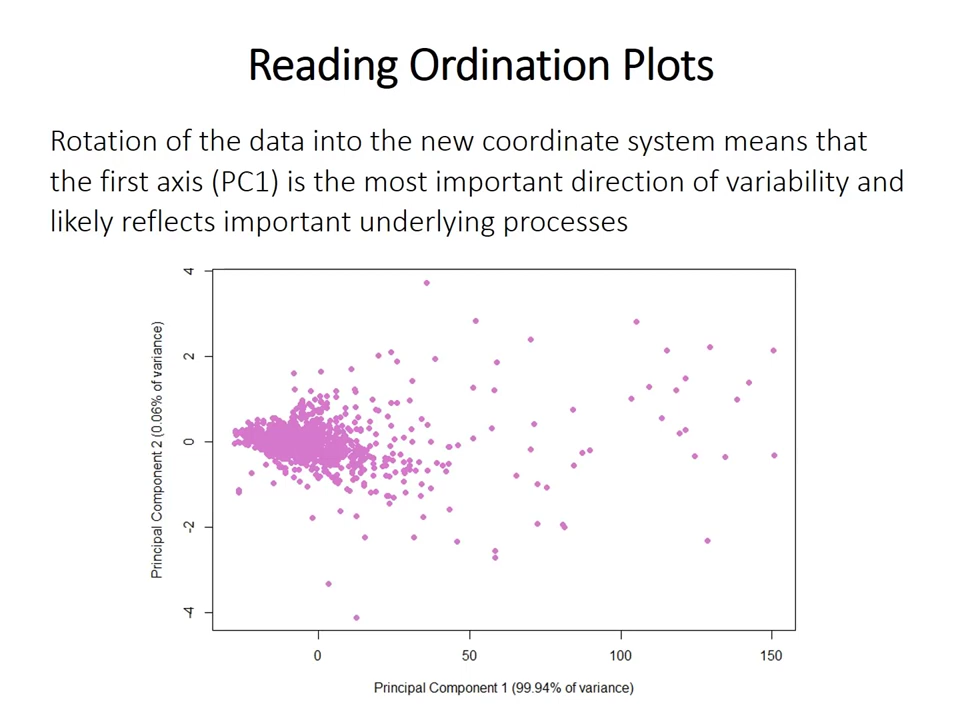 Reading Ordination Plots
Rotation of the data into the new coordinate system means that
the first axis (PC1) is the most important direction of variability and
likely reflects important underlying processes
4
2
0
-2
-4
Principal Component 2 (0.06% of variance)
0
50
100
150
Principal Component 1 (99.94% of variance)